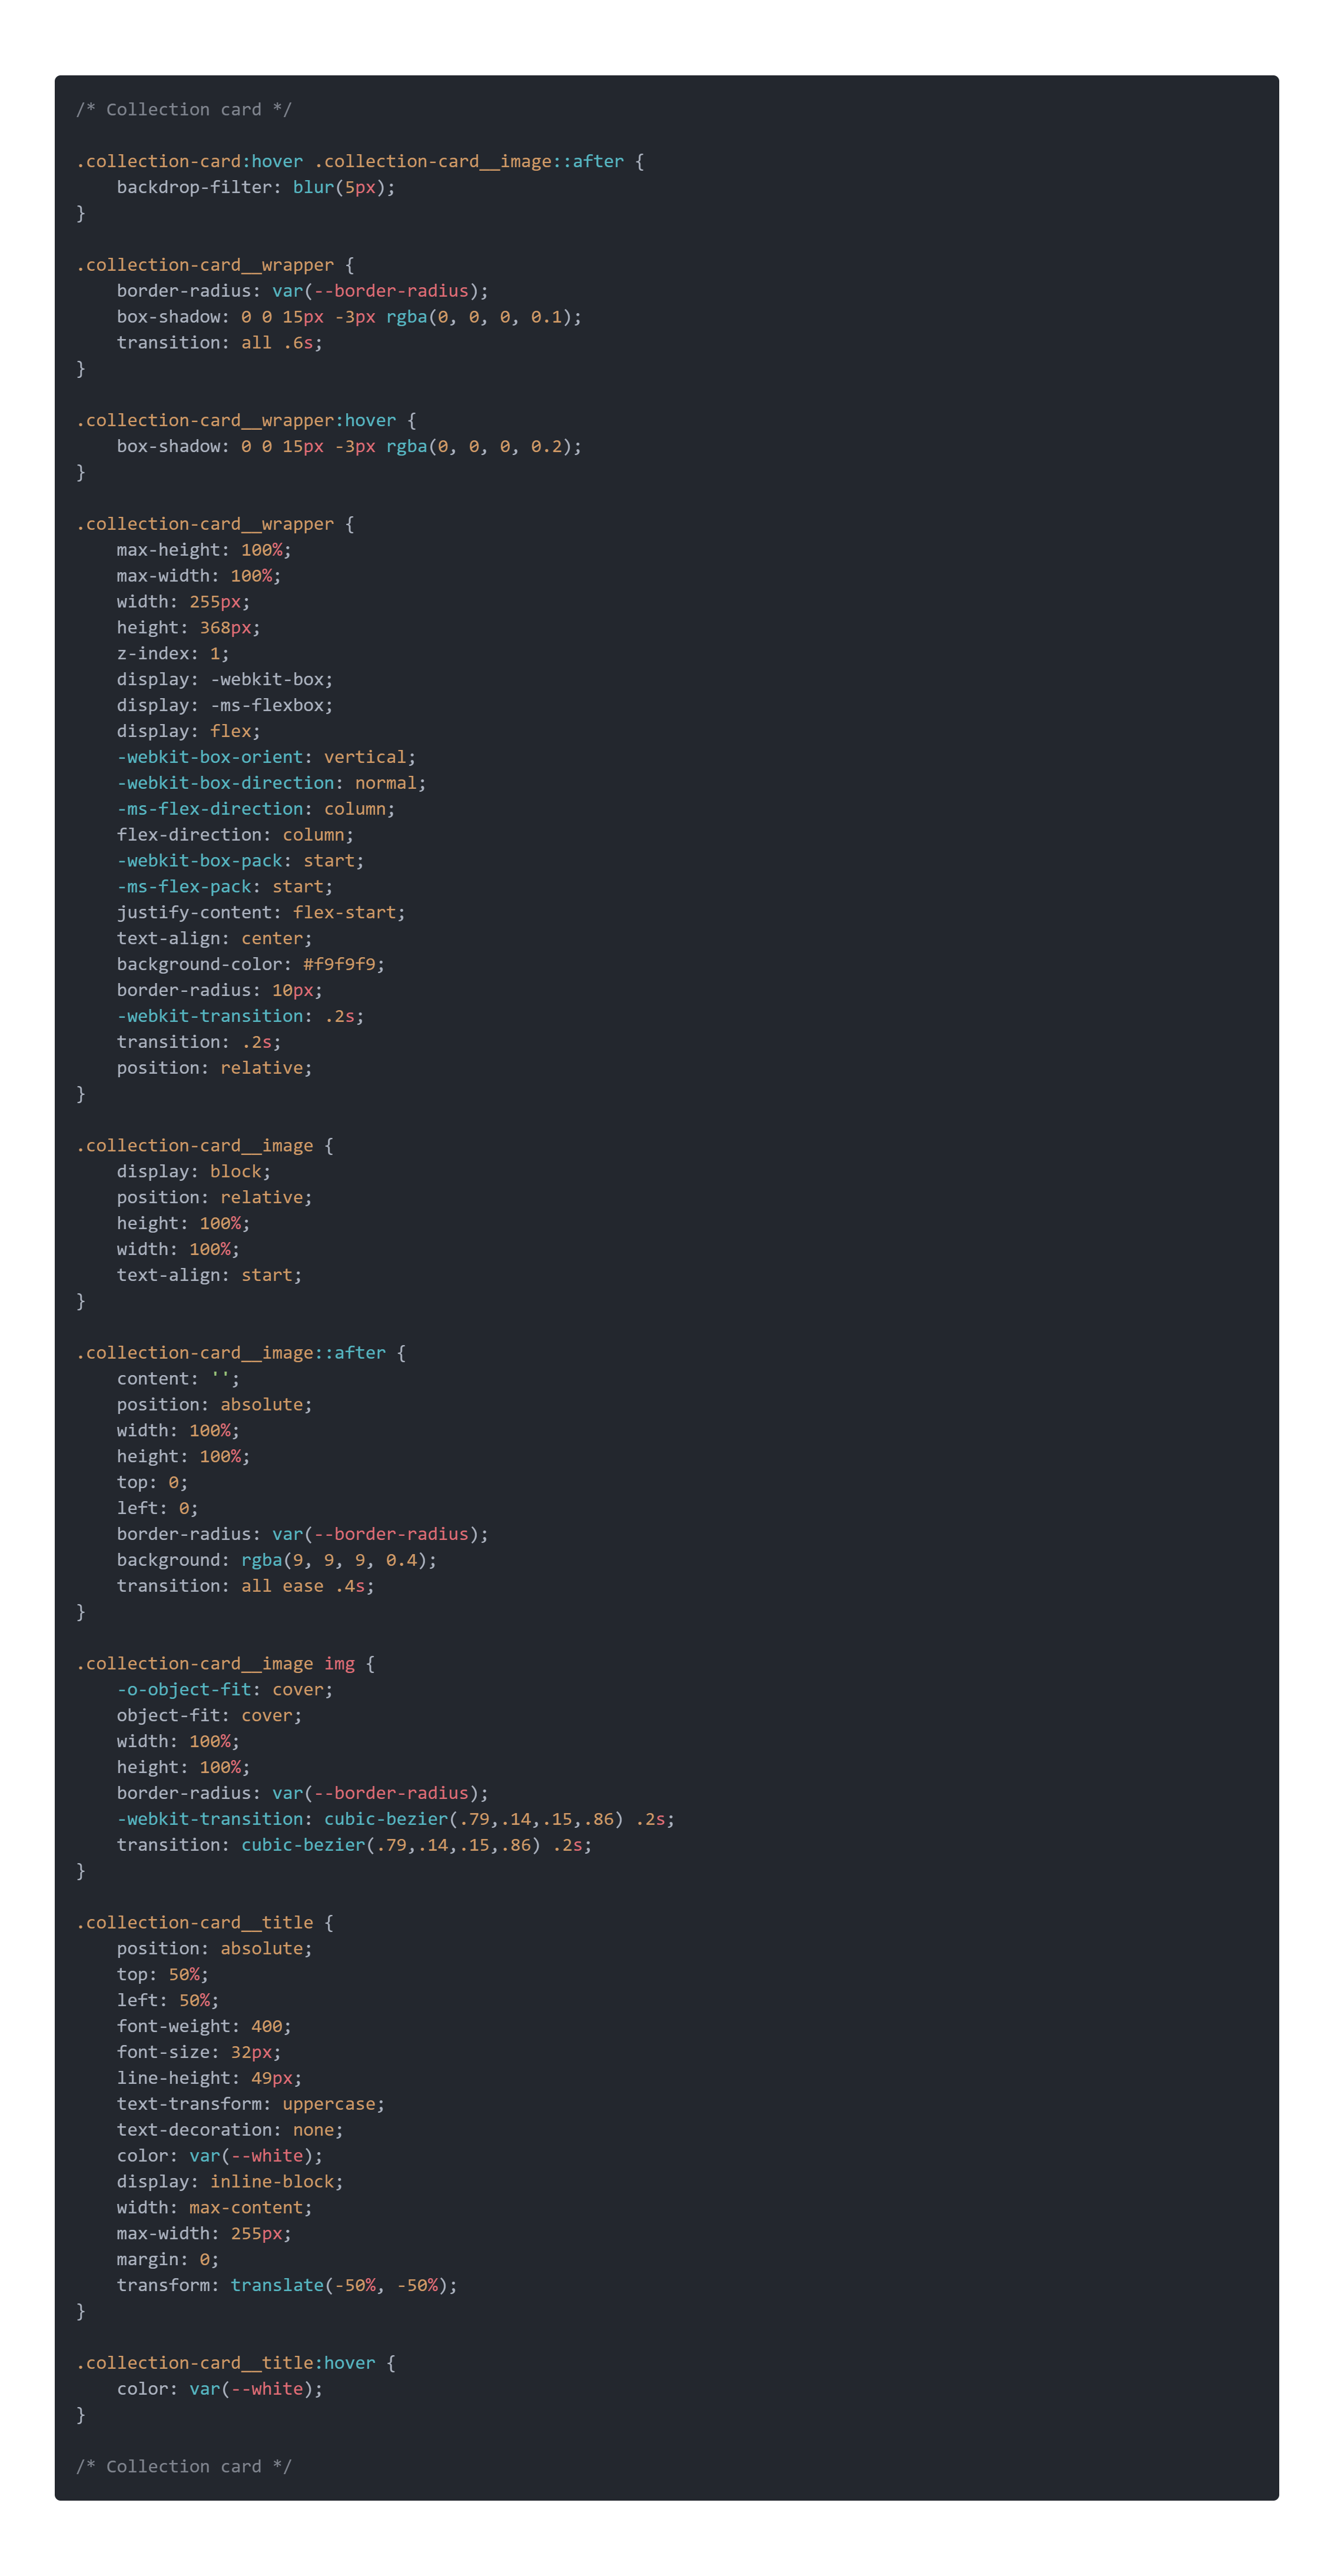 /* Collection card */

.collection-card:hover .collection-card__image::after {
    backdrop-filter: blur(5px);
}

.collection-card__wrapper {
    border-radius: var(--border-radius);
    box-shadow: 0 0 15px -3px rgba(0, 0, 0, 0.1);
    transition: all .6s;
}

.collection-card__wrapper:hover {
    box-shadow: 0 0 15px -3px rgba(0, 0, 0, 0.2);
}

.collection-card__wrapper {
    max-height: 100%;
    max-width: 100%;
    width: 255px;
    height: 368px;
    z-index: 1;
    display: -webkit-box;
    display: -ms-flexbox;
    display: flex;
    -webkit-box-orient: vertical;
    -webkit-box-direction: normal;
    -ms-flex-direction: column;
    flex-direction: column;
    -webkit-box-pack: start;
    -ms-flex-pack: start;
    justify-content: flex-start;
    text-align: center;
    background-color: #f9f9f9;
    border-radius: 10px;
    -webkit-transition: .2s;
    transition: .2s;
    position: relative;
}

.collection-card__image {
    display: block;
    position: relative;
    height: 100%;
    width: 100%;
    text-align: start;
}

.collection-card__image::after {
    content: '';
    position: absolute;
    width: 100%;
    height: 100%;
    top: 0;
    left: 0;
    border-radius: var(--border-radius);
    background: rgba(9, 9, 9, 0.4);
    transition: all ease .4s;
}

.collection-card__image img {
    -o-object-fit: cover;
    object-fit: cover;
    width: 100%;
    height: 100%;
    border-radius: var(--border-radius);
    -webkit-transition: cubic-bezier(.79,.14,.15,.86) .2s;
    transition: cubic-bezier(.79,.14,.15,.86) .2s;
}

.collection-card__title {
    position: absolute;
    top: 50%;
    left: 50%;
    font-weight: 400;
    font-size: 32px;
    line-height: 49px;
    text-transform: uppercase;
    text-decoration: none;
    color: var(--white);
    display: inline-block;
    width: max-content;
    max-width: 255px;
    margin: 0;
    transform: translate(-50%, -50%);
}

.collection-card__title:hover {
    color: var(--white);
}

/* Collection card */